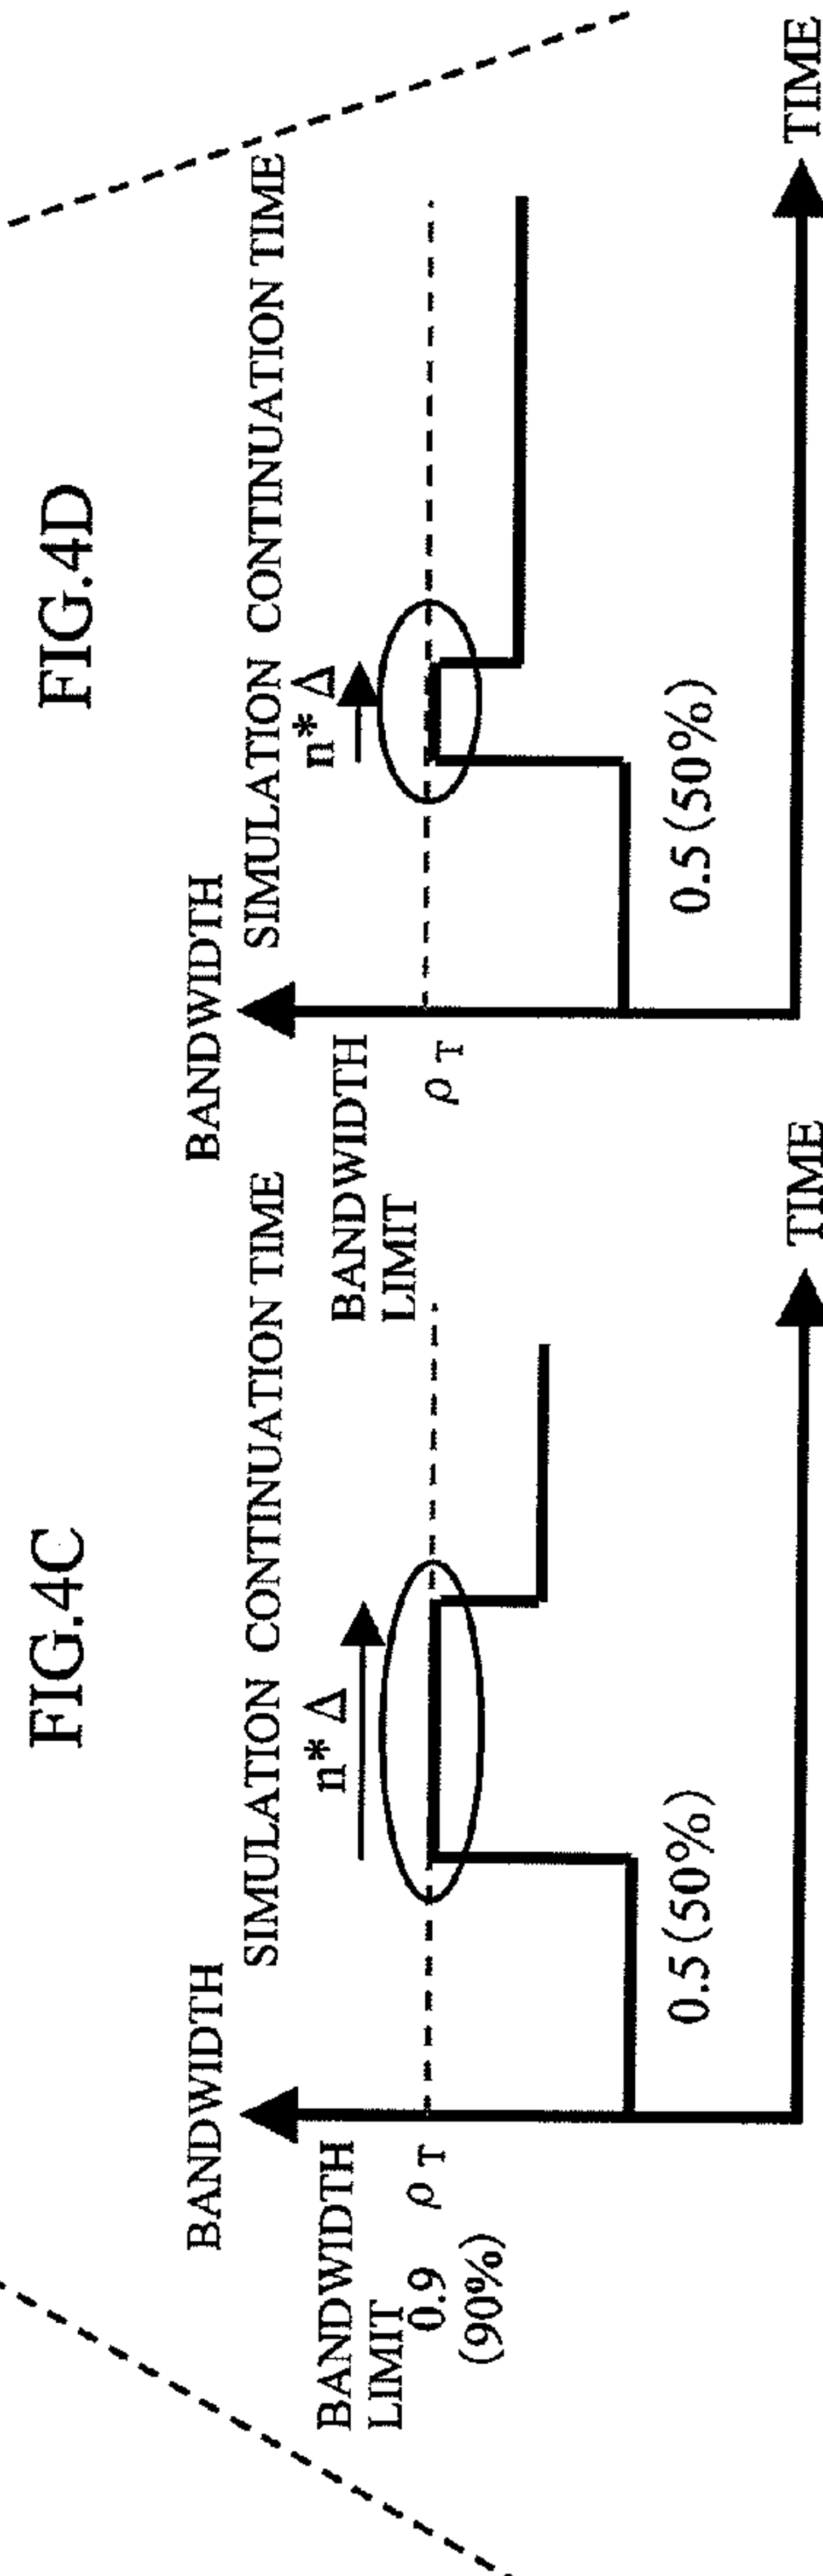 FIG.4C
BANDWIDTH
SIMULATION CONTINUATION TIME
n* Δ
BANDWIDTH
LIMIT
0.9
(90%)
ρ T
0.5 (50%)
TIME
FIG.4D
BANDWIDTH
SIMULATION CONTINUATION TIME
n* Δ
BANDWIDTH
LIMIT
ρ T
0.5 (50%)
TIME